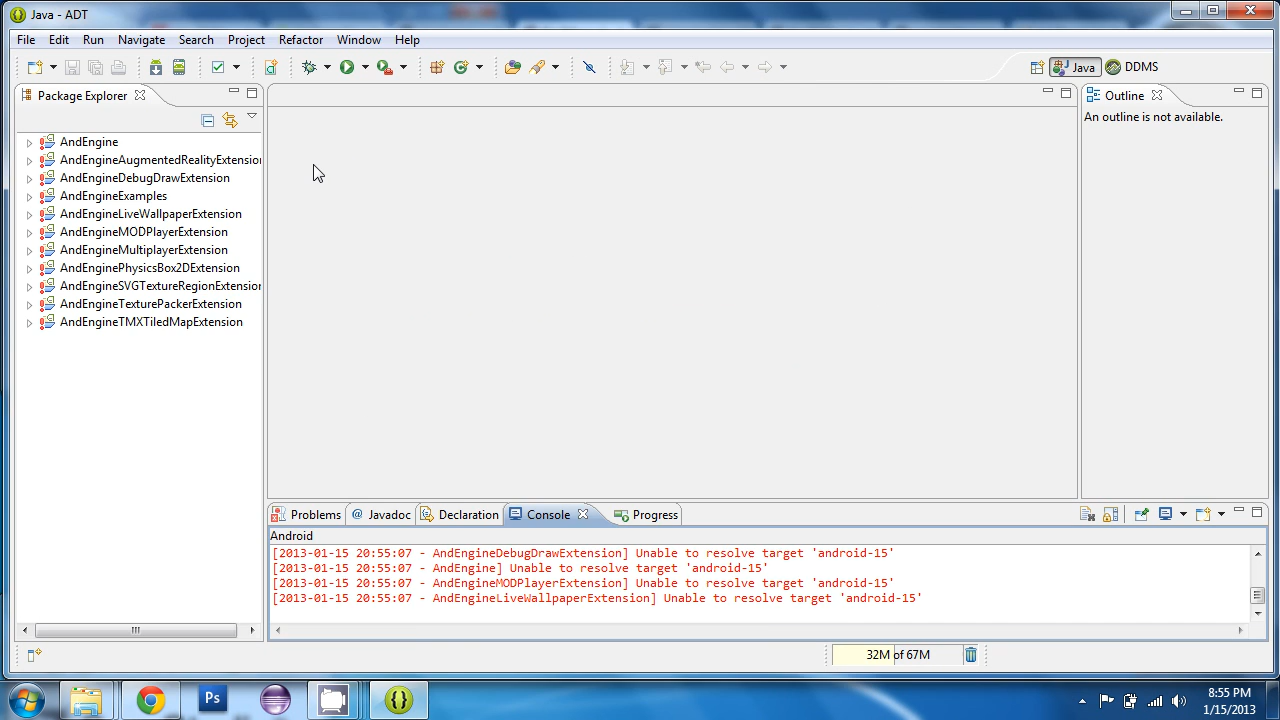 Java - ADT
File Edit Run Navigate Search Project Refactor Window Help
Java DDMS
Package Explorer
Outline
An outline is not available.
AndEngine
AndEngineAugmentedRealityExtension
AndEngineDebugDrawExtension
AndEngineExamples
AndEngineLiveWallpaperExtension
AndEngineMODPlayerExtension
AndEngineMultiplayerExtension
AndEnginePhysicsBox2DExtension
AndEngineSVGTextureRegionExtension
AndEngineTexturePackerExtension
AndEngineTMXTiledMapExtension
Problems @ Javadoc Declaration Console Progress
Android
[2013-01-15 20:55:07 - AndEngineDebugDrawExtension] Unable to resolve target 'android-15'
[2013-01-15 20:55:07 - AndEngine] Unable to resolve target 'android-15'
[2013-01-15 20:55:07 - AndEngineMODPlayerExtension] Unable to resolve target 'android-15'
[2013-01-15 20:55:07 - AndEngineLiveWallpaperExtension] Unable to resolve target 'android-15'
32M of 67M
Ps
8:55 PM
1/15/2013